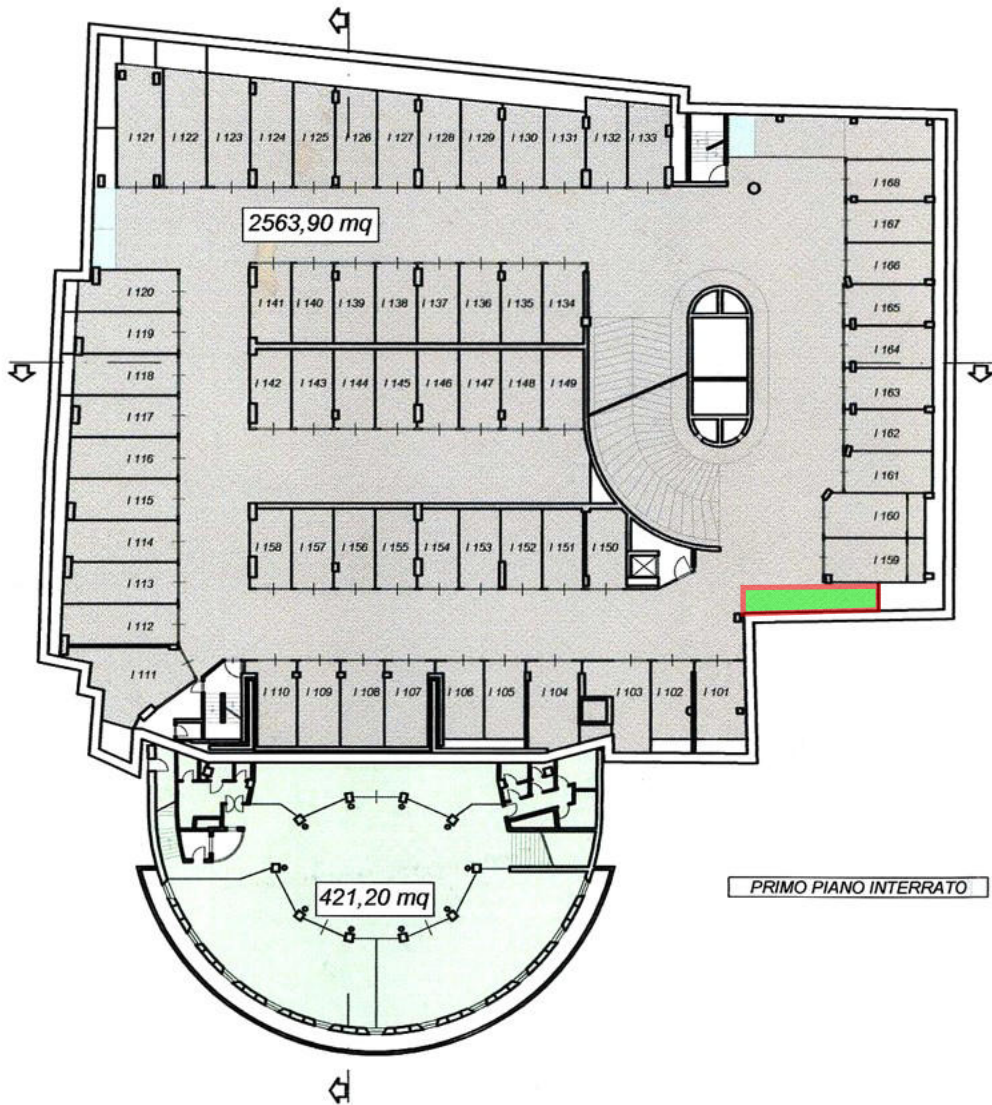 I 121 I 122 I 123 I 124 I 125 I 126 I 127 I 128 I 129 I 130 I 131 I 132 I 133
2563,90 mq
I 168
I 167
I 166
I 165
I 164
I 163
I 162
I 161
I 160
I 159
I 120
I 119
I 118
I 117
I 116
I 115
I 114
I 113
I 112
I 111
I 141 I 140 I 139 I 138 I 137 I 136 I 135 I 134
I 142 I 143 I 144 I 145 I 146 I 147 I 148 I 149
I 158 I 157 I 156 I 155 I 154 I 153 I 152 I 151 I 150
I 110 I 109 I 108 I 107 I 106 I 105 I 104 I 103 I 102 I 101
421,20 mq
PRIMO PIANO INTERRATO